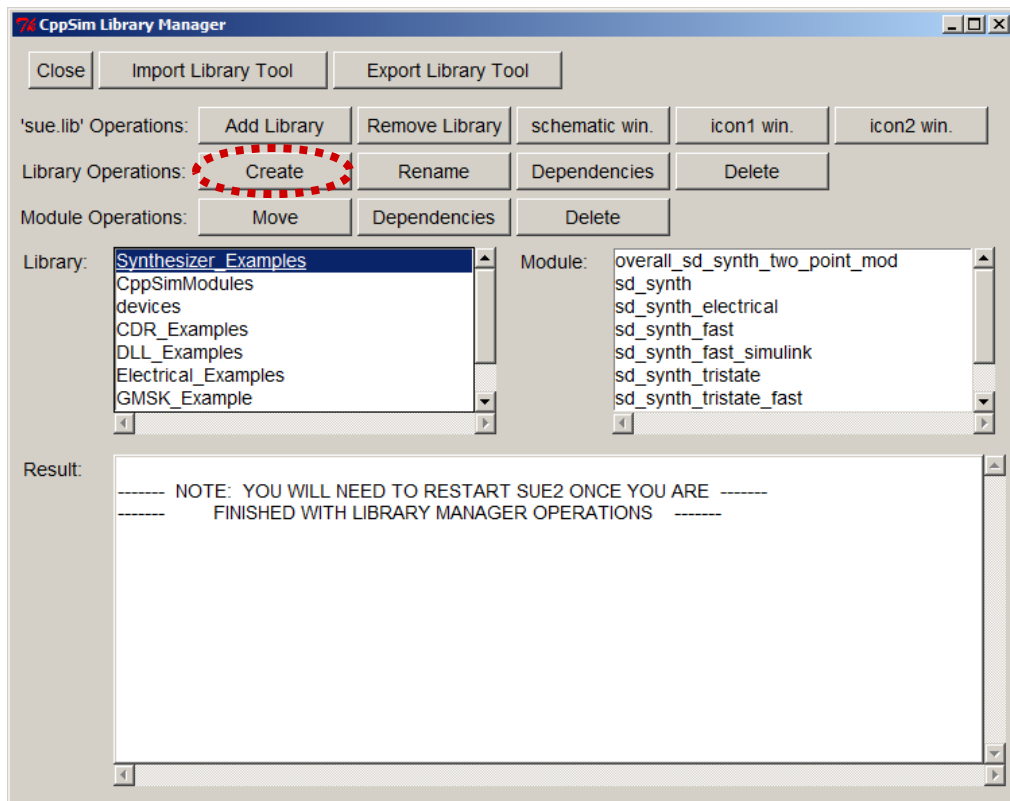 CppSim Library Manager
Close Import Library Tool Export Library Tool
'sue.lib' Operations: Add Library Remove Library schematic win. icon1 win. icon2 win.
Library Operations: Create Rename Dependencies Delete
Module Operations: Move Dependencies Delete
Library:
Synthesizer_Examples
CppSimModules
devices
CDR_Examples
DLL_Examples
Electrical_Examples
GMSK_Example
Module:
overall_sd_synth_two_point_mod
sd_synth
sd_synth_electrical
sd_synth_fast
sd_synth_fast_simulink
sd_synth_tristate
sd_synth_tristate_fast
Result:
------- NOTE: YOU WILL NEED TO RESTART SUE2 ONCE YOU ARE -------
------- FINISHED WITH LIBRARY MANAGER OPERATIONS -------